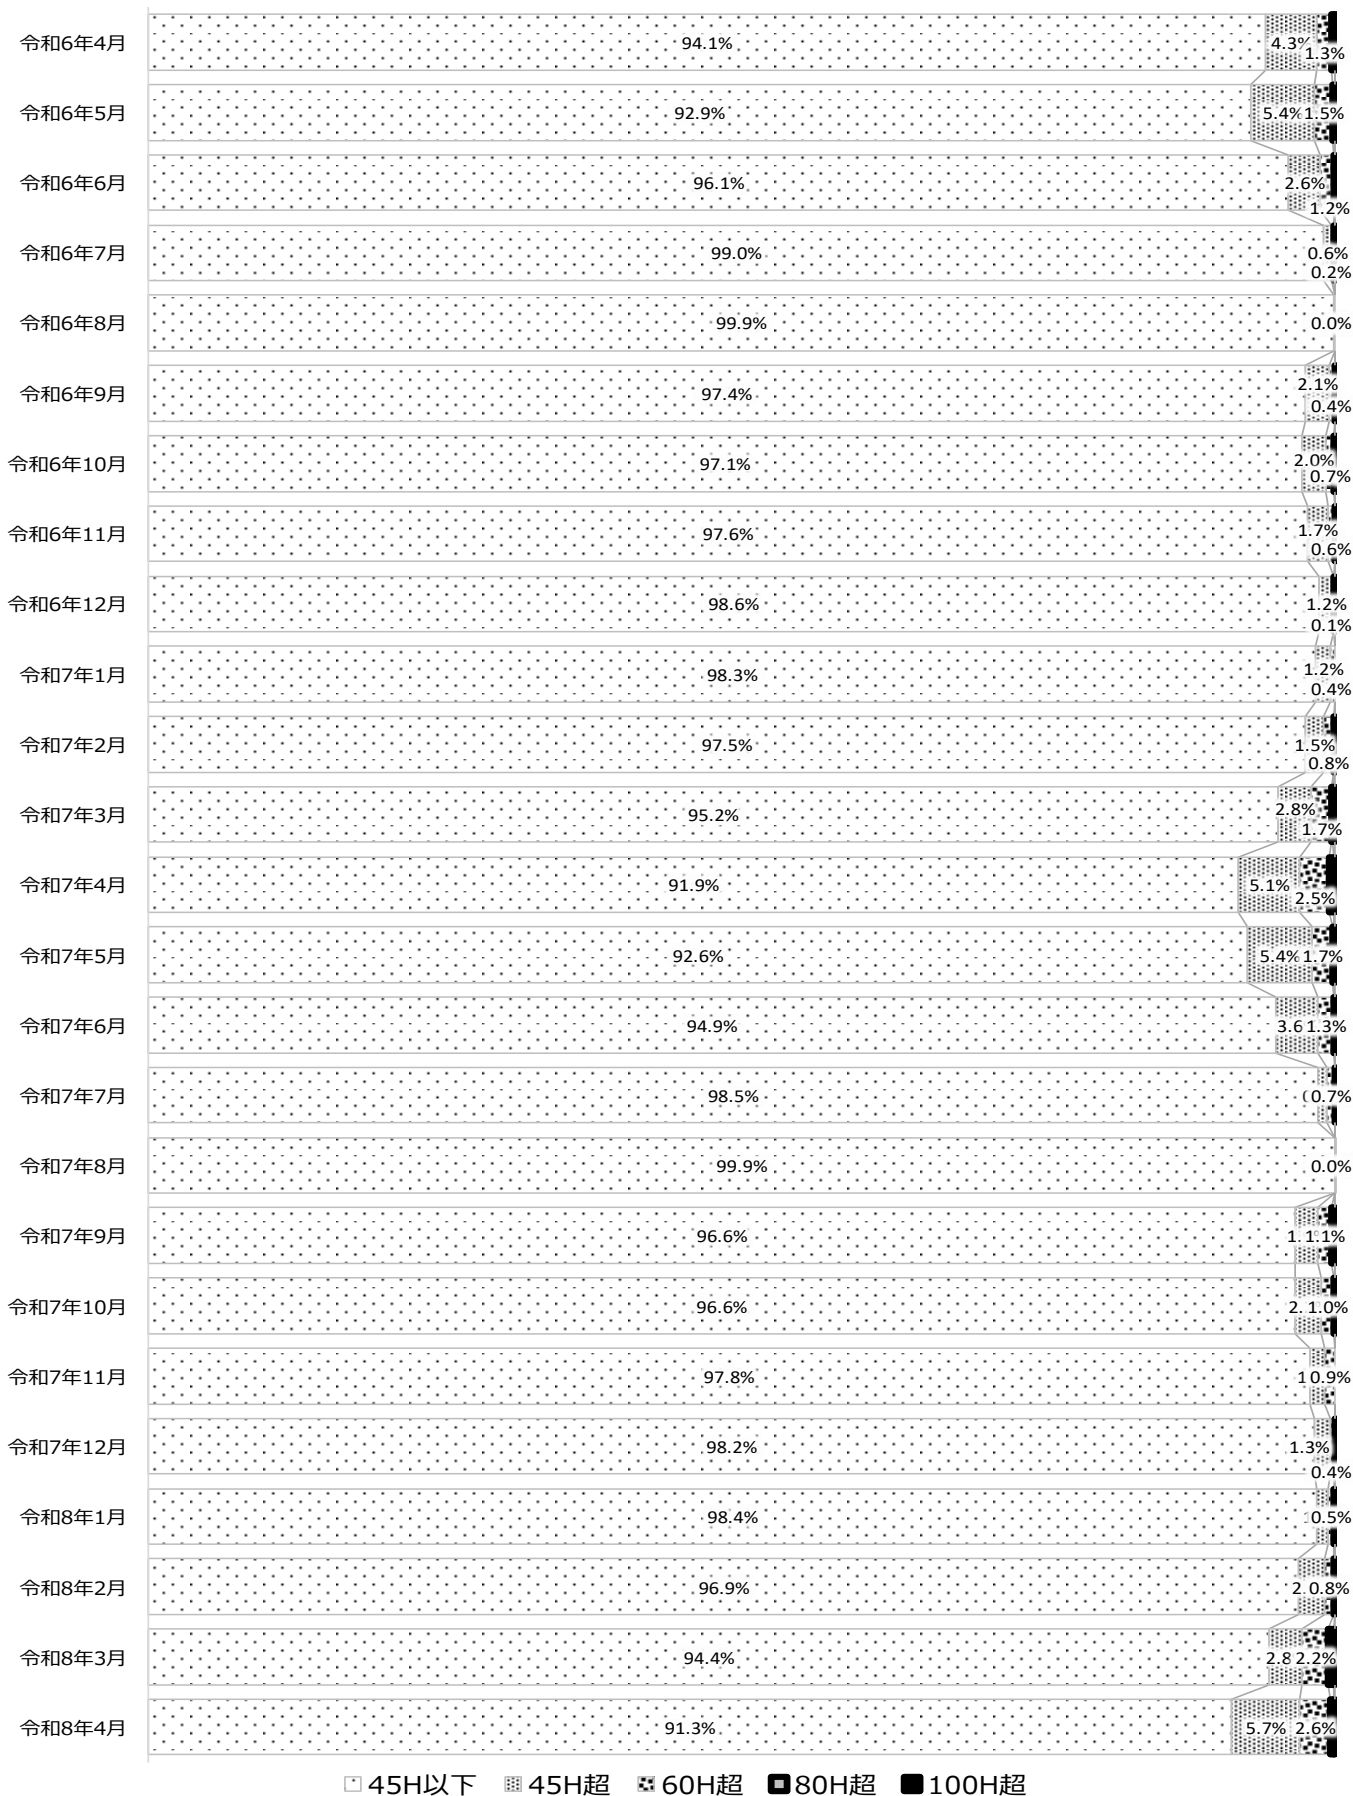 令和6年4月 94.1% 4.3% 1.3%
令和6年5月 92.9% 5.4% 1.5%
令和6年6月 96.1% 2.6% 1.2%
令和6年7月 99.0% 0.6% 0.2%
令和6年8月 99.9% 0.0%
令和6年9月 97.4% 2.1% 0.4%
令和6年10月 97.1% 2.0% 0.7%
令和6年11月 97.6% 1.7% 0.6%
令和6年12月 98.6% 1.2% 0.1%
令和7年1月 98.3% 1.2% 0.4%
令和7年2月 97.5% 1.5% 0.8%
令和7年3月 95.2% 2.8% 1.7%
令和7年4月 91.9% 5.1% 2.5%
令和7年5月 92.6% 5.4% 1.7%
令和7年6月 94.9% 3.6 1.3%
令和7年7月 98.5% 0.7%
令和7年8月 99.9% 0.0%
令和7年9月 96.6% 1.1%
令和7年10月 96.6% 2. 1.0%
令和7年11月 97.8% 0.9%
令和7年12月 98.2% 1.3% 0.4%
令和8年1月 98.4% 0.5%
令和8年2月 96.9% 0.8%
令和8年3月 94.4% 2.8 2.2%
令和8年4月 91.3% 5.7% 2.6%
45H以下 45H超 60H超 80H超 100H超